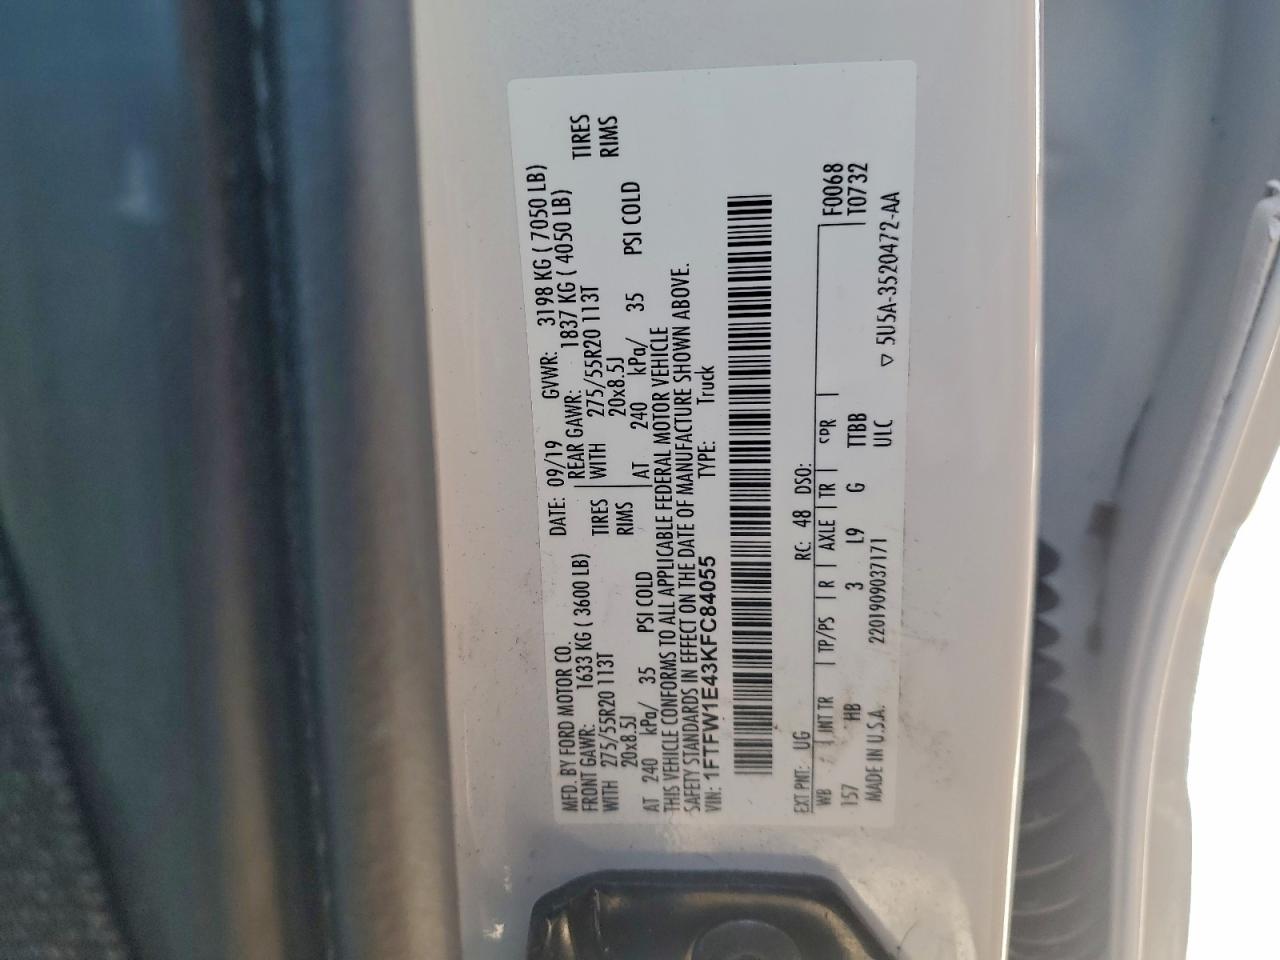 MFD. BY FORD MOTOR CO. DATE: 09/19 GVWR: 3198 KG ( 7050 LB)
FRONT GAWR: 1633 KG ( 3600 LB) REAR GAWR: 1837 KG ( 4050 LB)
WITH 275/55R20 113T TIRES WITH 275/55R20 113T TIRES
20x8.5J RIMS 20x8.5J RIMS
AT 240 kPa/ 35 PSI COLD AT 240 kPa/ 35 PSI COLD
THIS VEHICLE CONFORMS TO ALL APPLICABLE FEDERAL MOTOR VEHICLE
SAFETY STANDARDS IN EFFECT ON THE DATE OF MANUFACTURE SHOWN ABOVE.
VIN: 1FTFW1E43KFC84055 TYPE: Truck
EXT PNT: UG RC: 48 DSO: F0068
WB INT TR TP/PS R AXLE TR SPR T0732
157 HB 3 L9 G TTBB
MADE IN U.S.A. 2201909037171 ULC ▽ 5U5A-3520472-AA